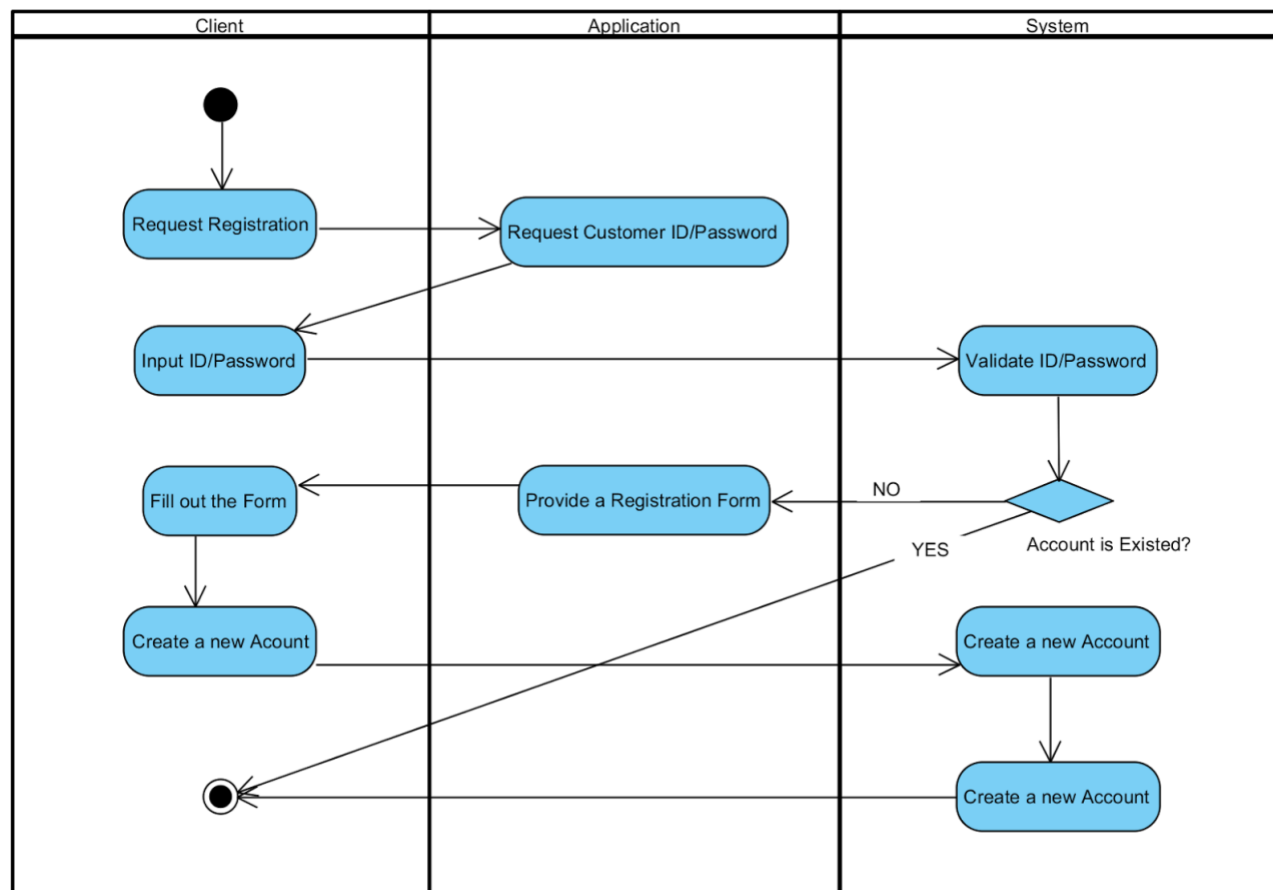 Client
Application
System
Request Registration
Request Customer ID/Password
Input ID/Password
Validate ID/Password
Fill out the Form
Provide a Registration Form
NO
YES
Account is Existed?
Create a new Acount
Create a new Account
Create a new Account